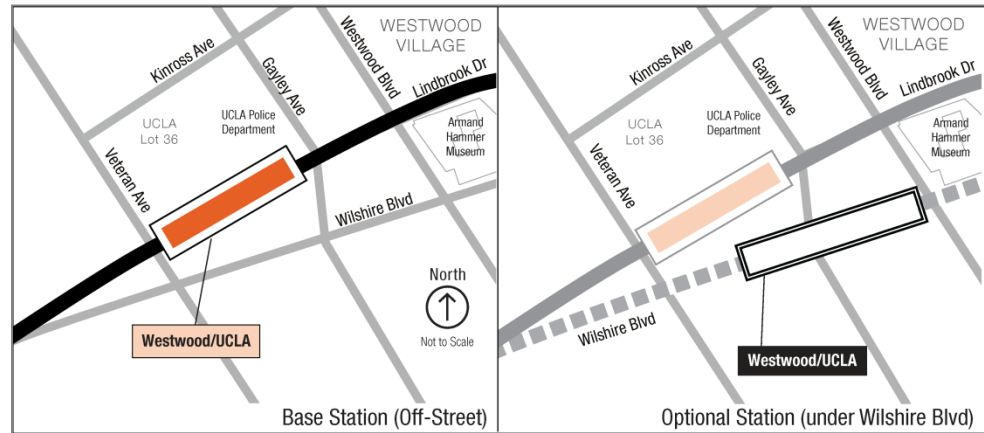 WESTWOOD
VILLAGE
Kinross Ave
Gayley Ave
Westwood Blvd
Lindbrook Dr
UCLA Police
Department
UCLA
Lot 36
Armand
Hammer
Museum
Veteran Ave
Wilshire Blvd
North
Not to Scale
Westwood/UCLA
Base Station (Off-Street)
WESTWOOD
VILLAGE
Kinross Ave
Gayley Ave
Westwood Blvd
Lindbrook Dr
UCLA Police
Department
UCLA
Lot 36
Armand
Hammer
Museum
Veteran Ave
Wilshire Blvd
Westwood/UCLA
Optional Station (under Wilshire Blvd)